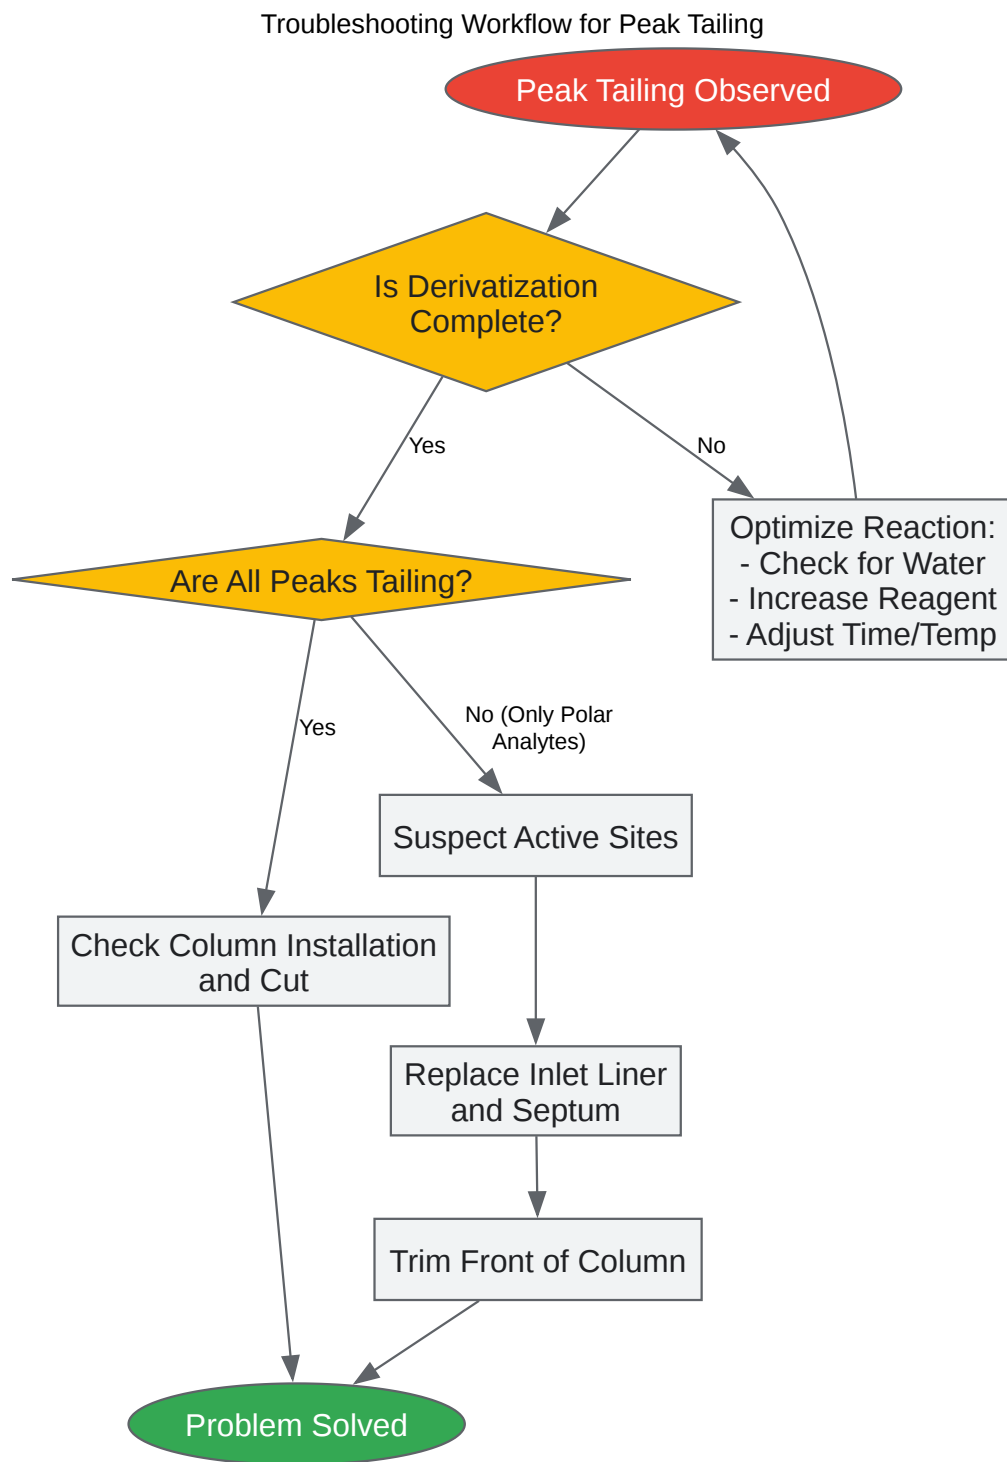 Troubleshooting Workflow for Peak Tailing
Peak Tailing Observed
Is Derivatization
Complete?
Yes
No
Optimize Reaction:
- Check for Water
- Increase Reagent
- Adjust Time/Temp
Are All Peaks Tailing?
Yes
No (Only Polar
Analytes)
Suspect Active Sites
Check Column Installation
and Cut
Replace Inlet Liner
and Septum
Trim Front of Column
Problem Solved